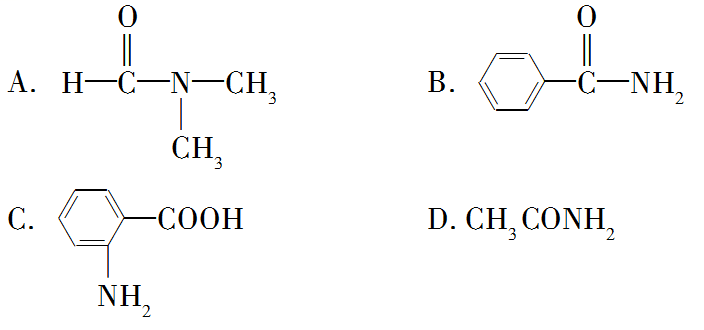 O O
A. H—C—N—CH₃ B. C—NH₂
CH₃
C. COOH D. CH₃CONH₂
NH₂